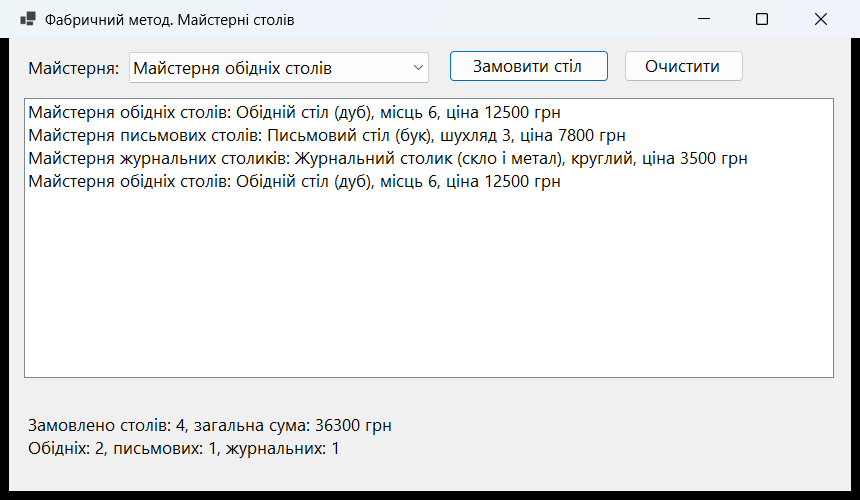 Фабричний метод. Майстерні столів
Майстерня: Майстерня обідніх столів Замовити стіл Очистити
Майстерня обідніх столів: Обідній стіл (дуб), місць 6, ціна 12500 грн
Майстерня письмових столів: Письмовий стіл (бук), шухляд 3, ціна 7800 грн
Майстерня журнальних столиків: Журнальний столик (скло і метал), круглий, ціна 3500 грн
Майстерня обідніх столів: Обідній стіл (дуб), місць 6, ціна 12500 грн
Замовлено столів: 4, загальна сума: 36300 грн
Обідніх: 2, письмових: 1, журнальних: 1